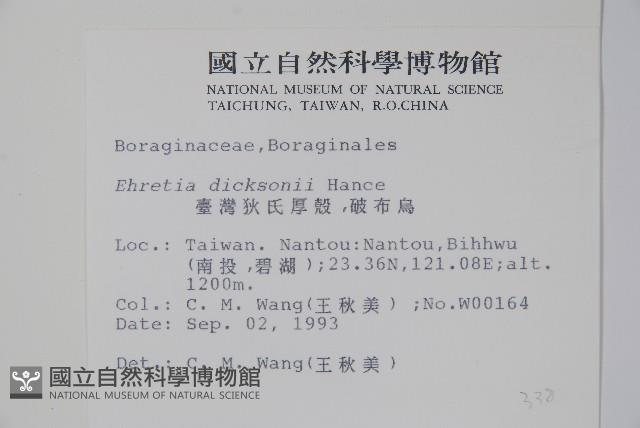 國立自然科學博物館
NATIONAL MUSEUM OF NATURAL SCIENCE
TAICHUNG, TAIWAN, R.O.CHINA
Boraginaceae,Boraginales
Ehretia dicksonii Hance
臺灣狄氏厚殼,破布烏
Loc.: Taiwan. Nantou:Nantou,Bihhwu
(南投,碧湖);23.36N,121.08E;alt.
1200m.
Col.: C. M. Wang(王秋美) ;No.W00164
Date: Sep. 02, 1993
Det.: C. M. Wang(王秋美)
國立自然科學博物館
NATIONAL MUSEUM OF NATURAL SCIENCE
338